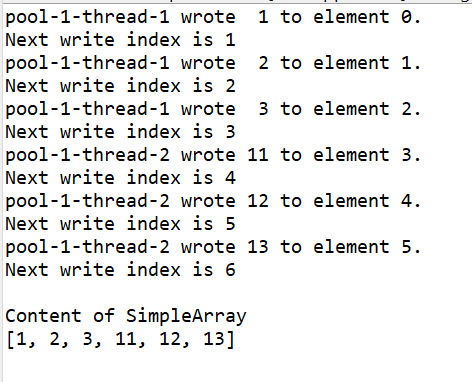 pool-1-thread-1 wrote  1 to element 0.
Next write index is 1
pool-1-thread-1 wrote  2 to element 1.
Next write index is 2
pool-1-thread-1 wrote  3 to element 2.
Next write index is 3
pool-1-thread-2 wrote 11 to element 3.
Next write index is 4
pool-1-thread-2 wrote 12 to element 4.
Next write index is 5
pool-1-thread-2 wrote 13 to element 5.
Next write index is 6

Content of SimpleArray
[1, 2, 3, 11, 12, 13]